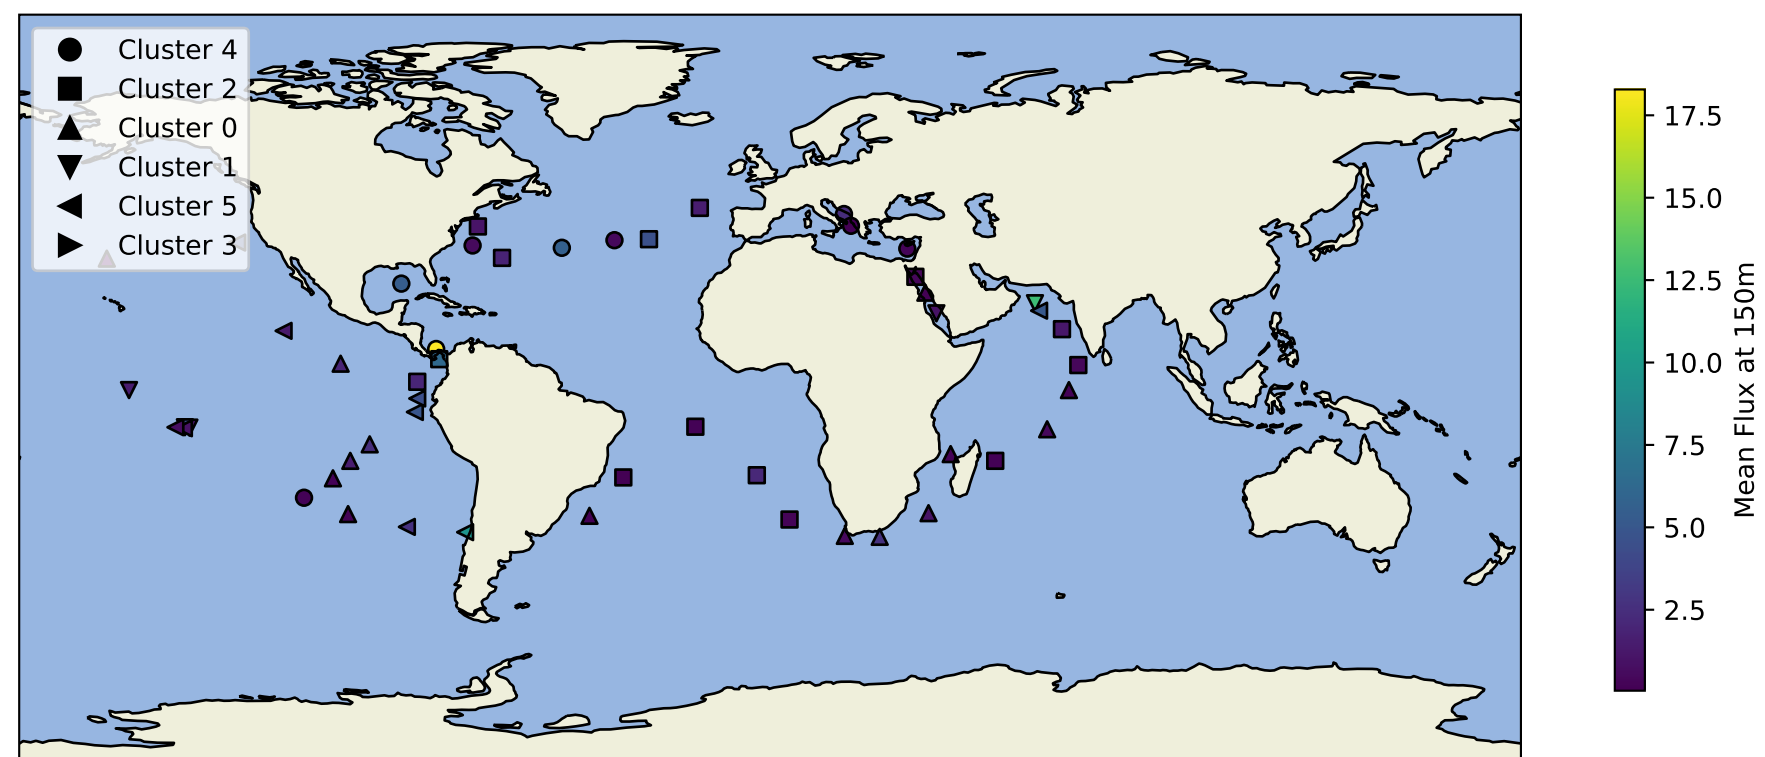 Cluster 4
Cluster 2
Cluster 0
Cluster 1
Cluster 5
Cluster 3
17.5
15.0
12.5
10.0
7.5
5.0
2.5
Mean Flux at 150m